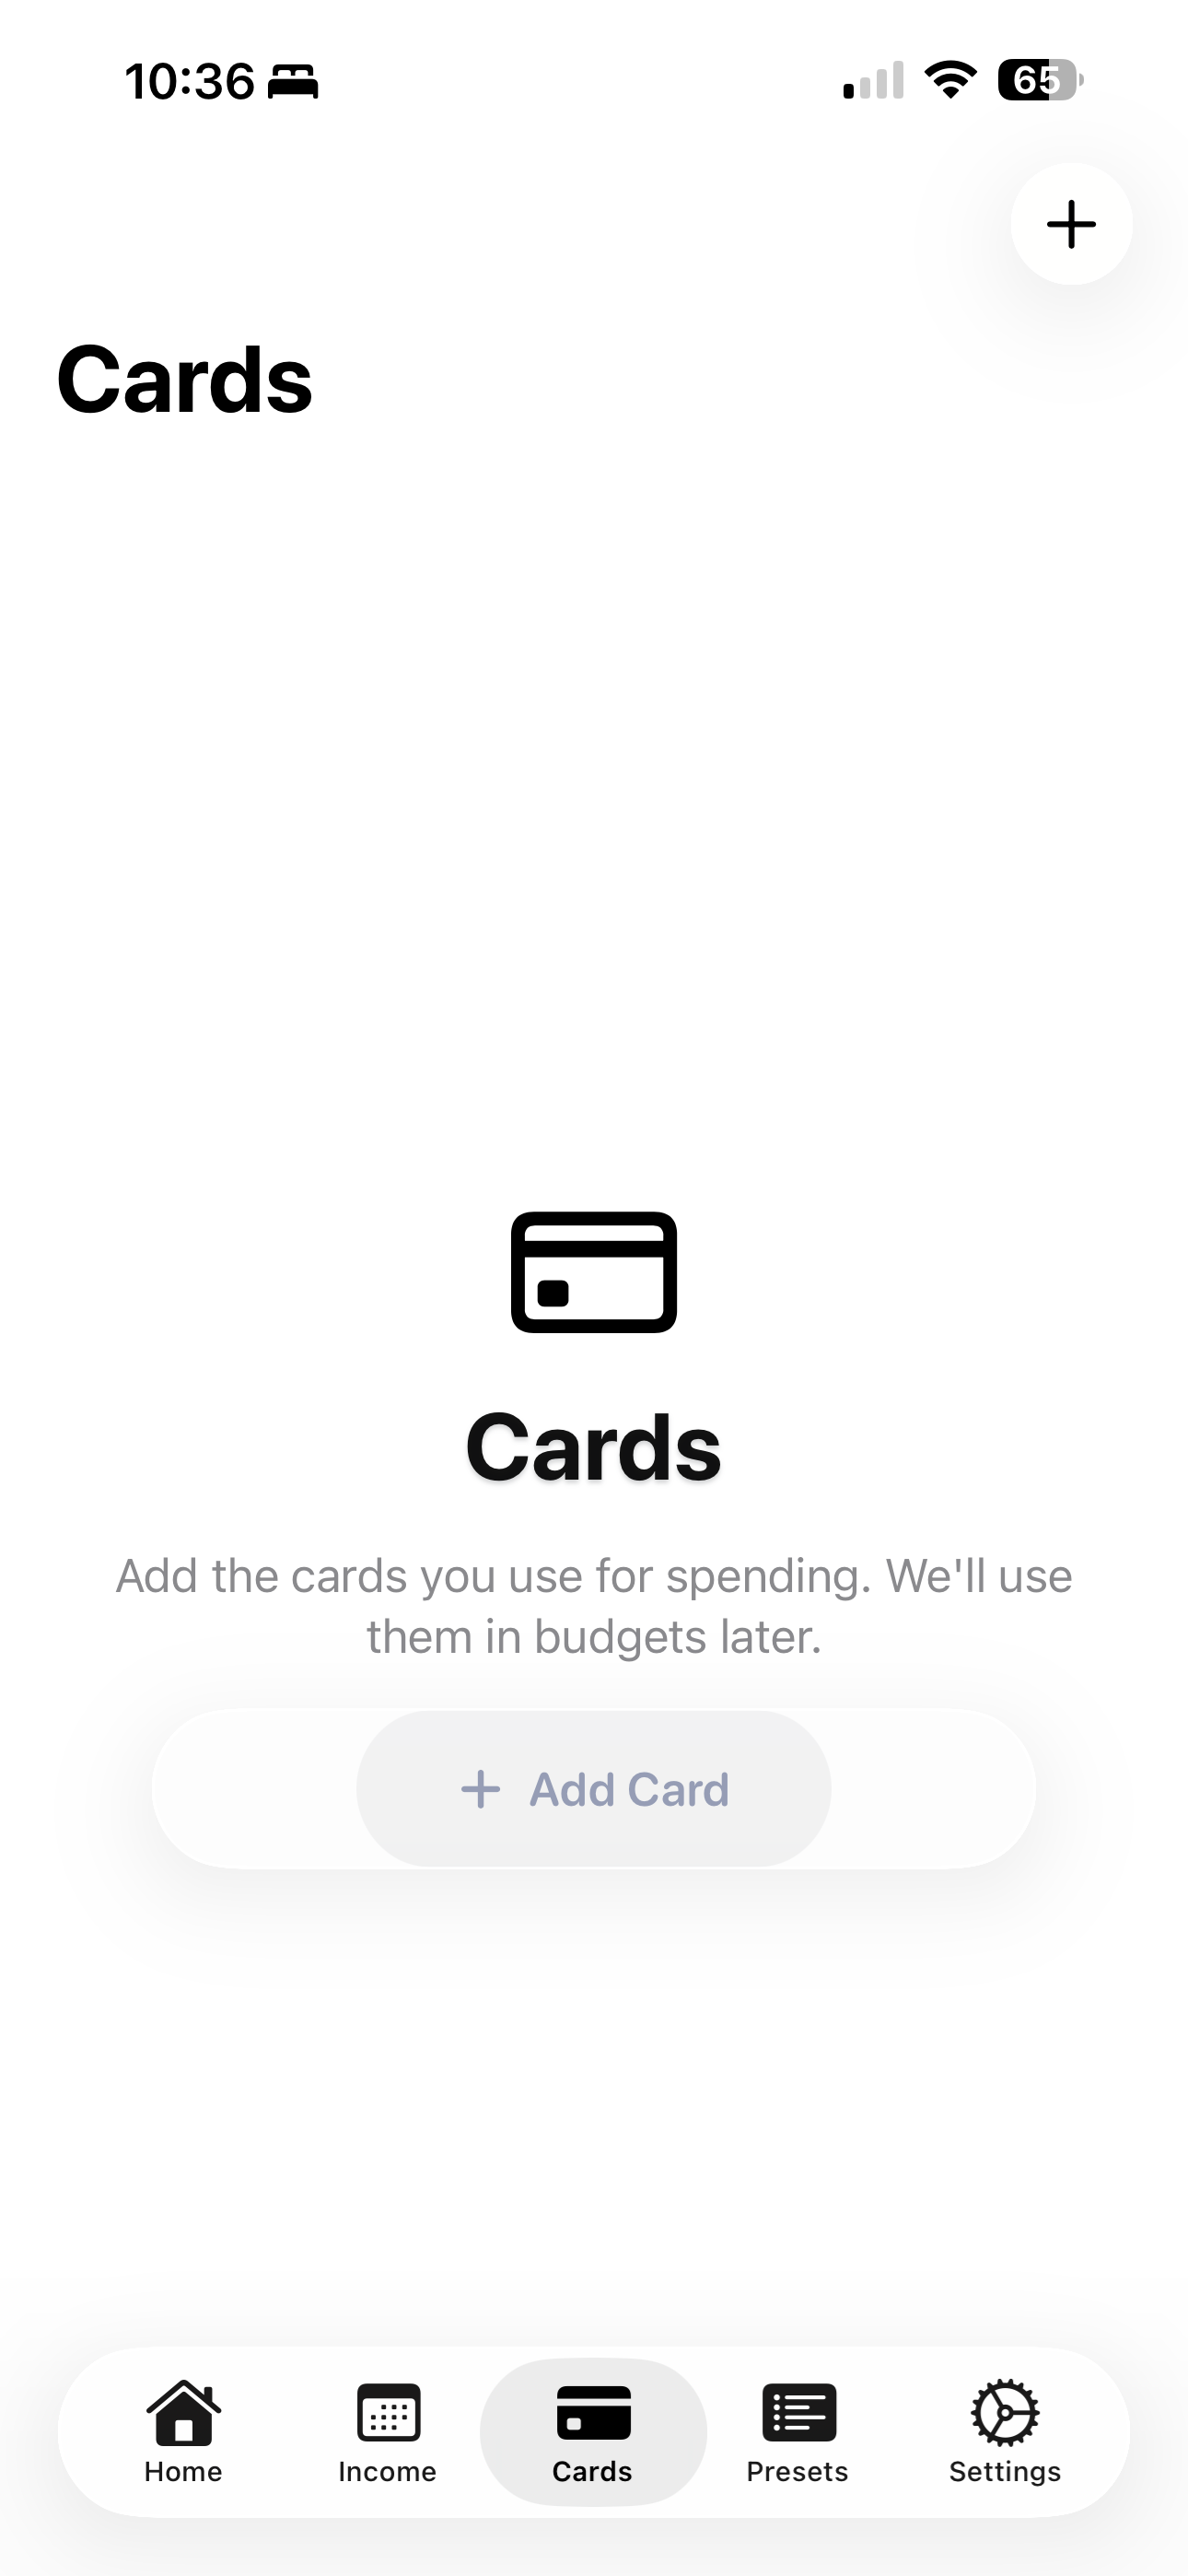 10:36
65
Cards
Cards
Add the cards you use for spending. We'll use
them in budgets later.
+ Add Card
Home
Income
Cards
Presets
Settings